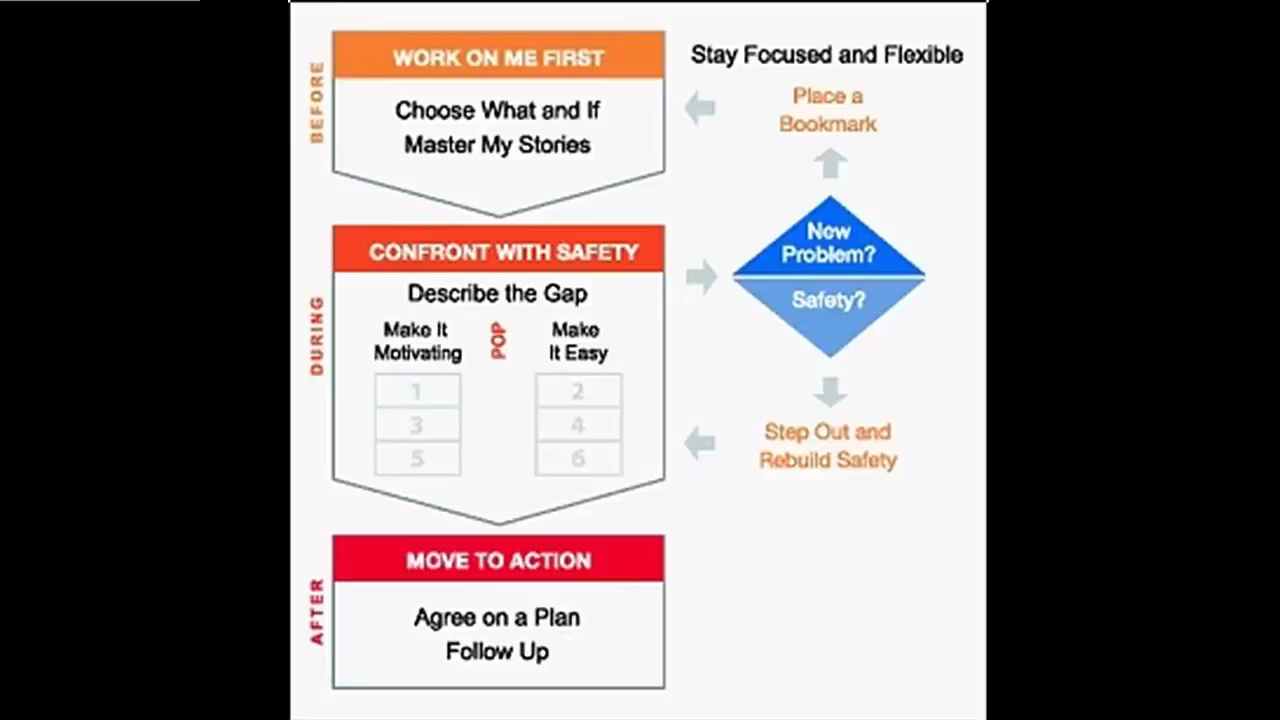 BEFORE
WORK ON ME FIRST
Choose What and If
Master My Stories
DURING
CONFRONT WITH SAFETY
Describe the Gap
Make It
Motivating
POP
Make
It Easy
1
2
3
4
5
6
AFTER
MOVE TO ACTION
Agree on a Plan
Follow Up
Stay Focused and Flexible
Place a
Bookmark
New
Problem?
Safety?
Step Out and
Rebuild Safety